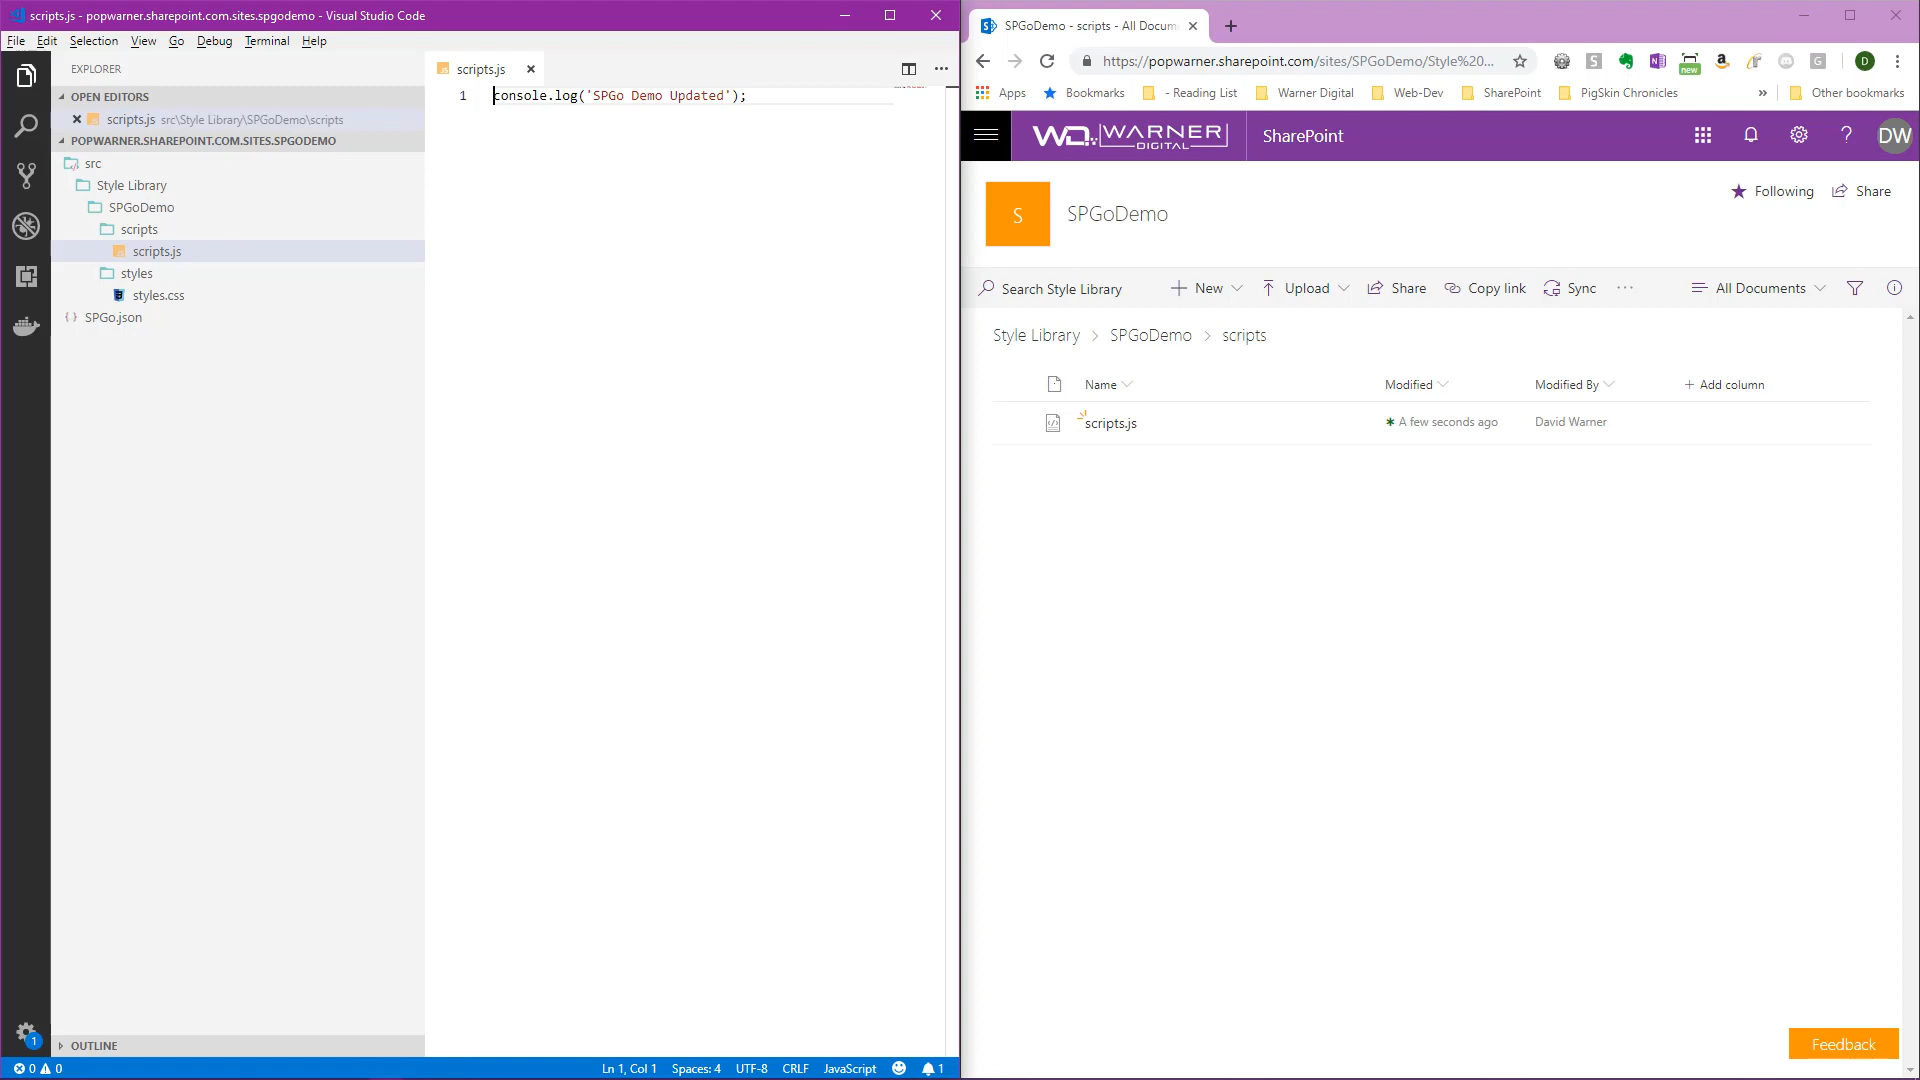 scripts.js - popwarner.sharepoint.com.sites.spgodemo - Visual Studio Code
File Edit Selection View Go Debug Terminal Help
EXPLORER
OPEN EDITORS
scripts.js src\Style Library\SPGoDemo\scripts
POPWARNER.SHAREPOINT.COM.SITES.SPGODEMO
src
Style Library
SPGoDemo
scripts
scripts.js
styles
styles.css
SPGo.json
OUTLINE
1
0 0
scripts.js
1 console.log('SPGo Demo Updated');
Ln 1, Col 1 Spaces: 4 UTF-8 CRLF JavaScript 1
SPGoDemo - scripts - All Docum
https://popwarner.sharepoint.com/sites/SPGoDemo/Style%20...
new
D
Apps Bookmarks - Reading List Warner Digital Web-Dev SharePoint PigSkin Chronicles » Other bookmarks
WD WARNER DIGITAL SharePoint ? DW
Following Share
S SPGoDemo
Search Style Library New Upload Share Copy link Sync ... All Documents
Style Library > SPGoDemo > scripts
Name Modified Modified By + Add column
scripts.js A few seconds ago David Warner
Feedback